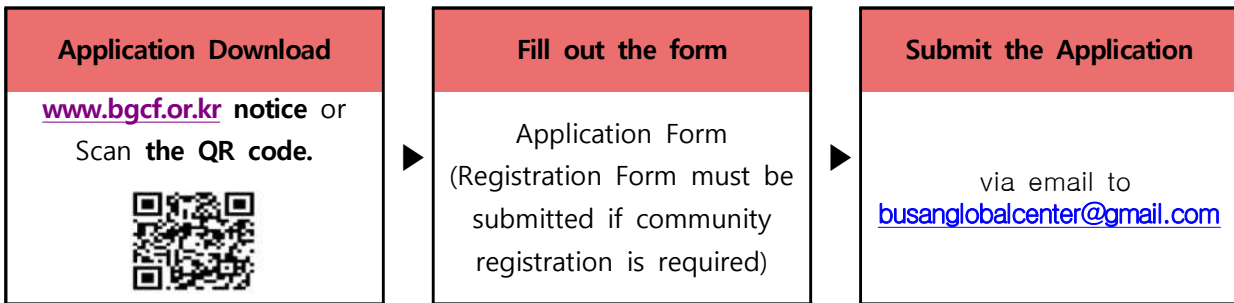 Application Download
www.bgcf.or.kr notice or
Scan the QR code.
▶
Fill out the form
Application Form
(Registration Form must be
submitted if community
registration is required)
▶
Submit the Application
via email to
busanglobalcenter@gmail.com